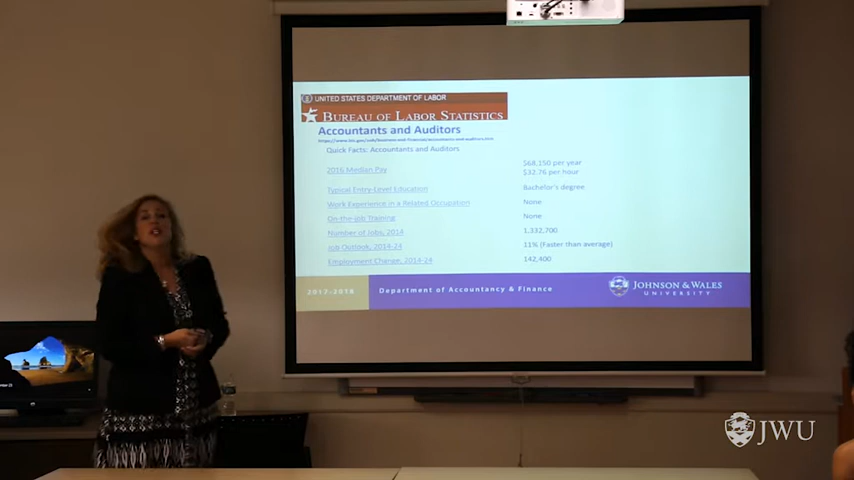 UNITED STATES DEPARTMENT OF LABOR
BUREAU OF LABOR STATISTICS
Accountants and Auditors
Quick Facts: Accountants and Auditors
2016 Median Pay $68,150 per year
$32.76 per hour
Typical Entry-Level Education Bachelor's degree
Work Experience in a Related Occupation None
On-the-job Training None
Number of Jobs, 2014 1,332,700
Job Outlook, 2014-24 11% (Faster than average)
Employment Change, 2014-24 142,400
2017-2018 Department of Accountancy & Finance JOHNSON & WALES
UNIVERSITY
JWU